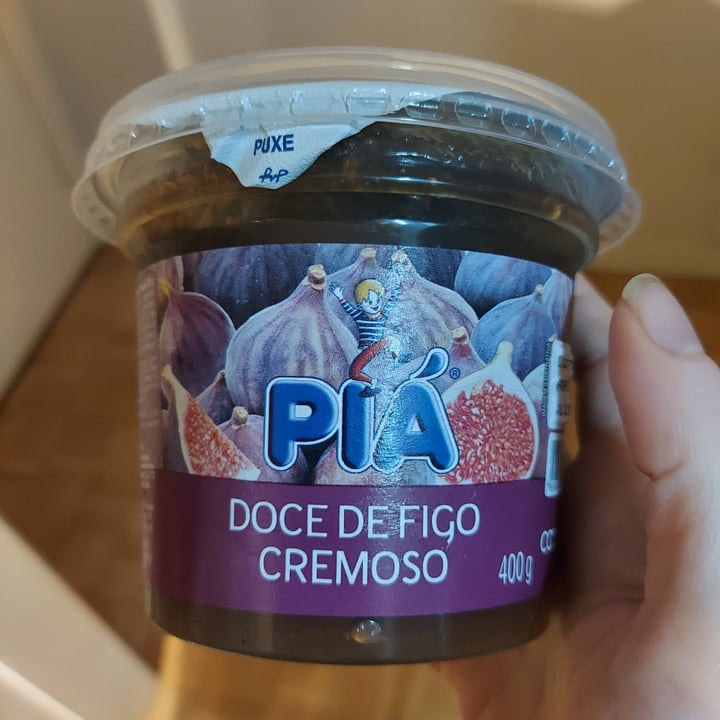 PUXE
PIÁ®
DOCE DE FIGO
CREMOSO
400g